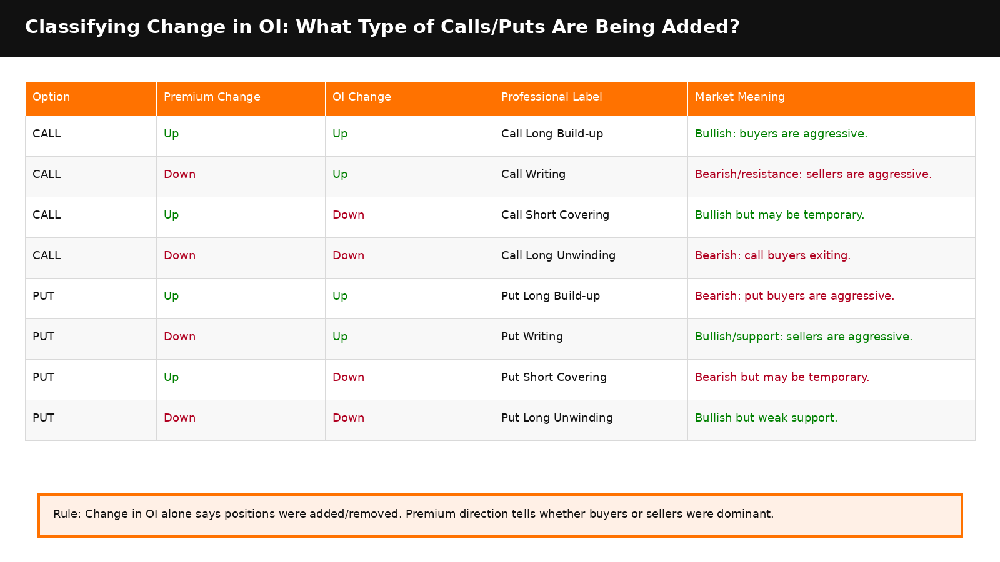 Classifying Change in OI: What Type of Calls/Puts Are Being Added?
Option Premium Change OI Change Professional Label Market Meaning
CALL Up Up Call Long Build-up Bullish: buyers are aggressive.
CALL Down Up Call Writing Bearish/resistance: sellers are aggressive.
CALL Up Down Call Short Covering Bullish but may be temporary.
CALL Down Down Call Long Unwinding Bearish: call buyers exiting.
PUT Up Up Put Long Build-up Bearish: put buyers are aggressive.
PUT Down Up Put Writing Bullish/support: sellers are aggressive.
PUT Up Down Put Short Covering Bearish but may be temporary.
PUT Down Down Put Long Unwinding Bullish but weak support.
Rule: Change in OI alone says positions were added/removed. Premium direction tells whether buyers or sellers were dominant.